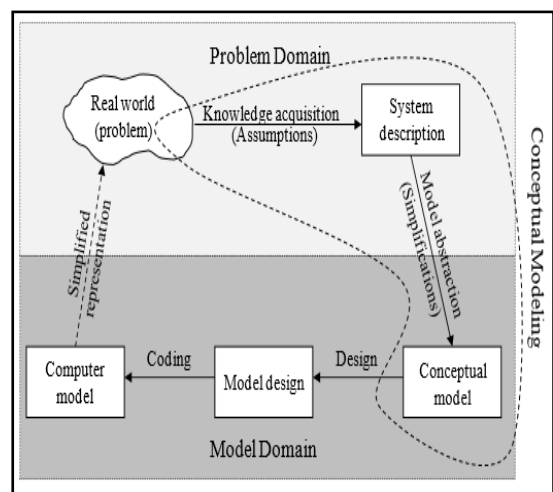 Problem Domain
Real world
(problem)
Knowledge acquisition
(Assumptions)
System
description
Model abstraction
(Simplifications)
Conceptual Modeling
Simplified
representation
Computer
model
Coding
Model design
Design
Conceptual
model
Model Domain